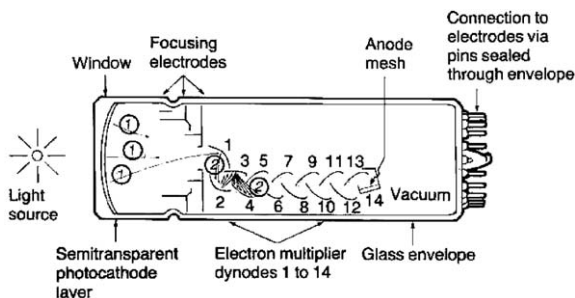 Connection to
electrodes via
pins sealed
through envelope
Focusing
electrodes
Anode
mesh
Window
1
1
1
Light
source
1
2
3
4
5
6
7
8
9
10
11
12
13
14
2
2
Vacuum
Semitransparent
photocathode
layer
Electron multiplier
dynodes 1 to 14
Glass envelope